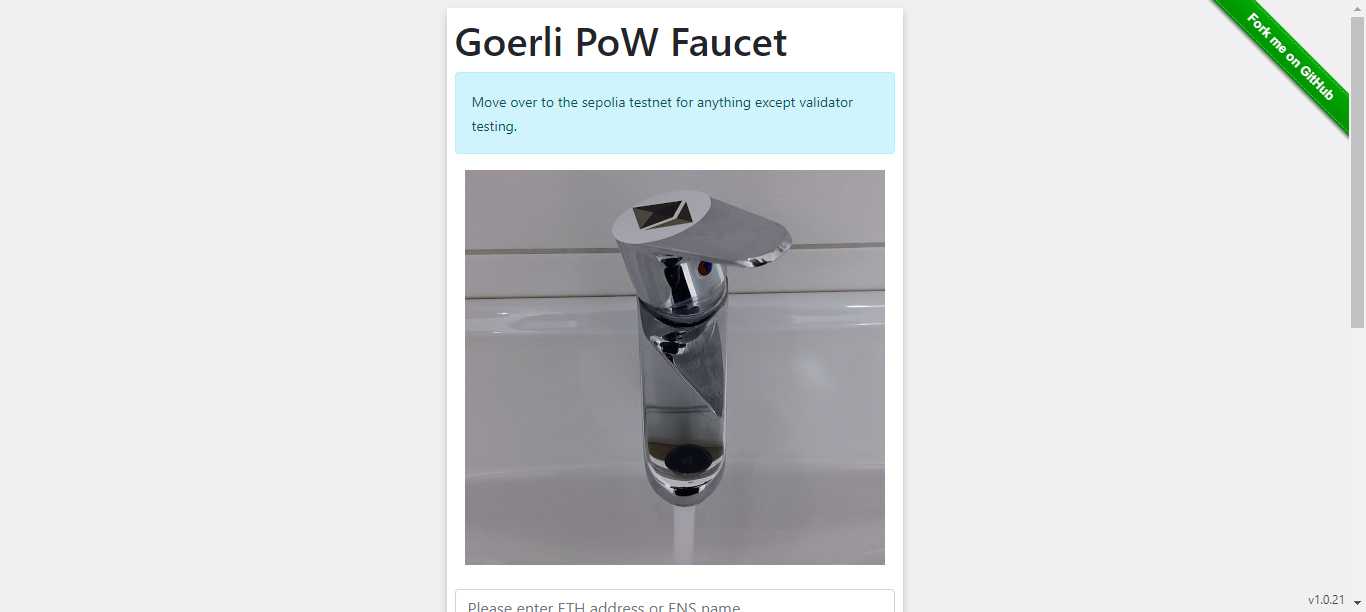 Goerli PoW Faucet
Fork me on GitHub
Move over to the sepolia testnet for anything except validator
testing.
Please enter ETH address or ENS name
v1.0.21